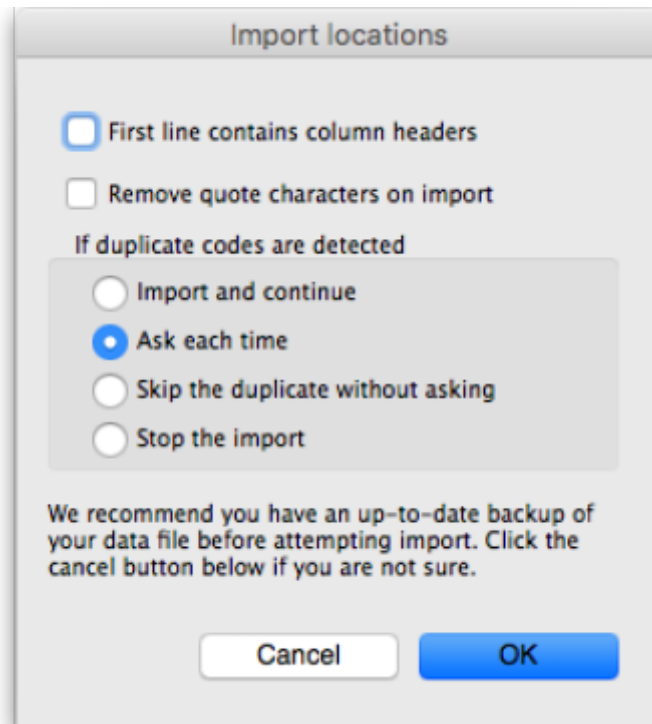 Import locations
First line contains column headers
Remove quote characters on import
If duplicate codes are detected
Import and continue
Ask each time
Skip the duplicate without asking
Stop the import
We recommend you have an up-to-date backup of
your data file before attempting import. Click the
cancel button below if you are not sure.
Cancel OK